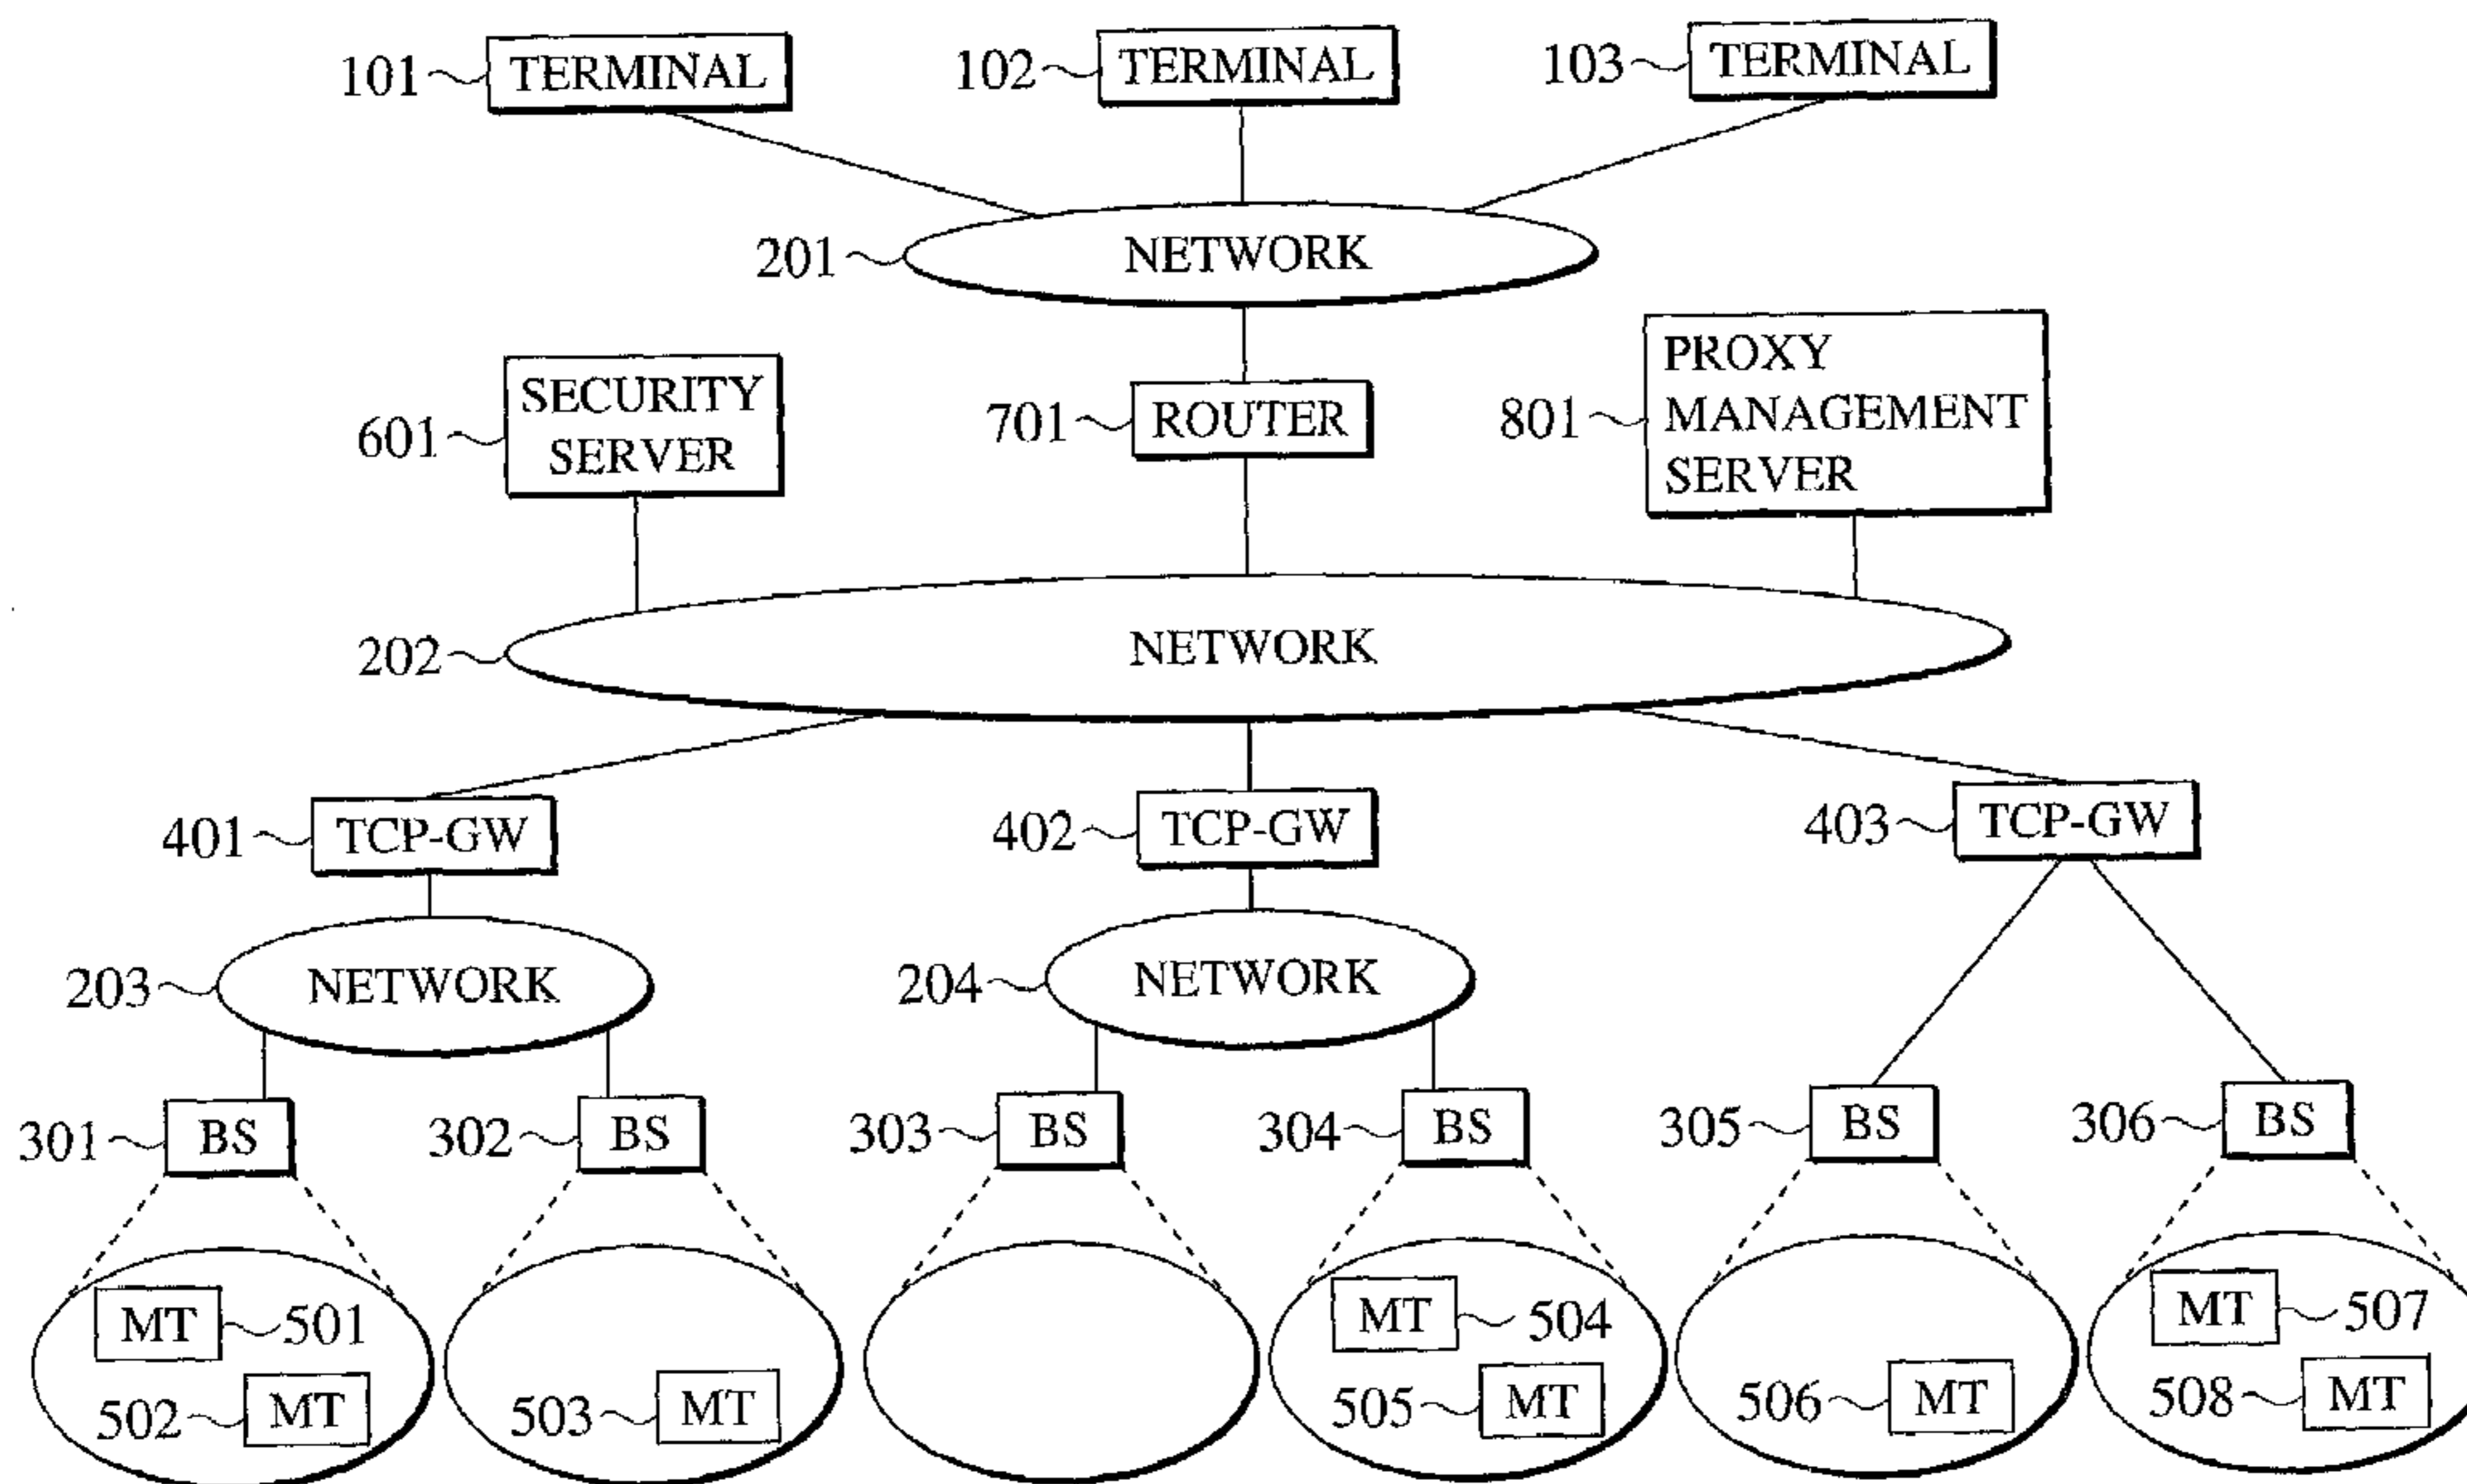 101 TERMINAL 102 TERMINAL 103 TERMINAL
201 NETWORK
601 SECURITY SERVER
701 ROUTER
801 PROXY MANAGEMENT SERVER
202 NETWORK
401 TCP-GW 402 TCP-GW 403 TCP-GW
203 NETWORK 204 NETWORK
301 BS 302 BS 303 BS 304 BS 305 BS 306 BS
MT 501 MT 504 MT 507
502 MT 503 MT 505 MT 506 MT 508 MT